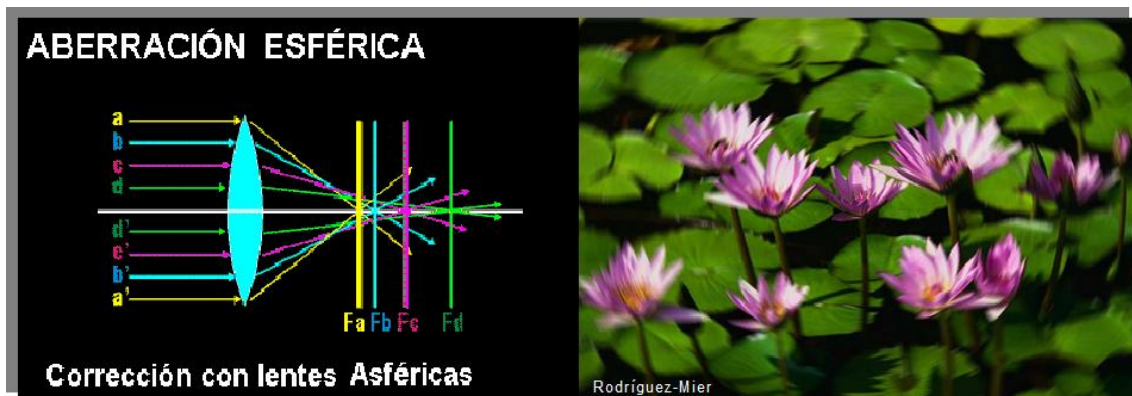 ABERRACIÓN ESFÉRICA
a
b
c
d
d'
c'
b'
a'
Fa Fb Fc Fd
Corrección con lentes Asféricas
Rodríguez-Mier